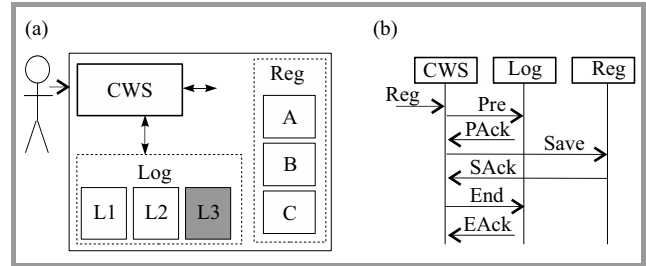 (a)
CWS
Reg
A
B
C
Log
L1 L2 L3
(b)
CWS Log Reg
Reg
Pre
PAck
Save
SAck
End
EAck